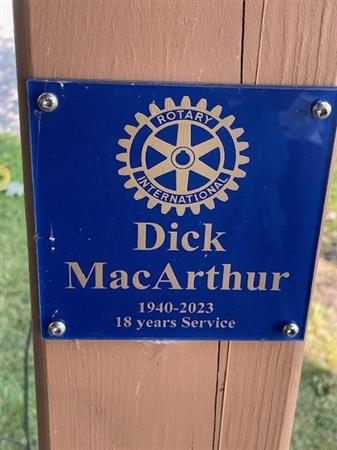 ROTARY
INTERNATIONAL
Dick
MacArthur
1940-2023
18 years Service